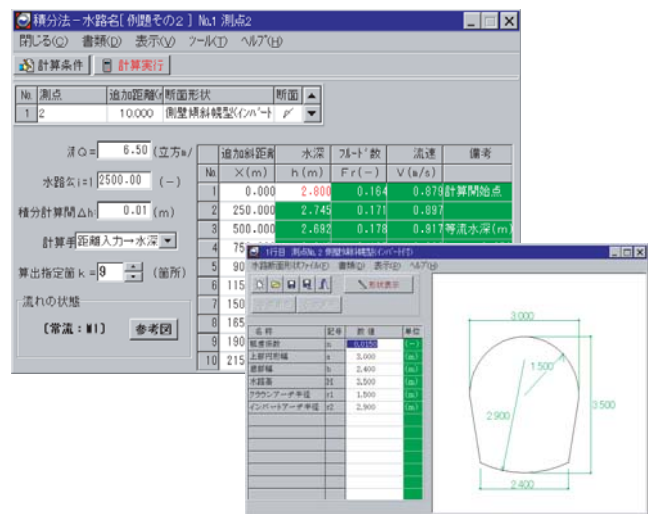 積分法－水路名[ 例題その2 ] No.1 測点2
閉じる(C) 書類(D) 表示(V) ツール(T) ヘルプ(H)
計算条件 計算実行
No. 測点 追加距離( 断面形状 断面
1 2 10.000 側壁傾斜幌型(インバート
Q= 6.50 (立方m/
水路勾 i=1 2500.00 (－)
積分計算間Δh: 0.01 (m)
計算手 距離入力→水深
算出指定箇 k = 9 (箇所)
流れの状態
(常流：M1) 参考図
追加斜距離 水深 フルード数 流速 備考
No X(m) h(m) Fr(－) V(m/s)
1 0.000 2.800 0.164 0.879 計算開始点
2 250.000 2.745 0.171 0.897
3 500.000 2.692 0.178 0.917 等流水深(m)
4 75
5 90
6 115
7 150
8 165
9 190
10 215
1行目 測点No.2 側壁傾斜幌型(インバート付)
水路断面形状ファイル(F) 書類(D) 表示(E) ヘルプ(H)
形状表示
名称 記号 数値 単位
粗度係数 n 0.0150 (－)
上部円形幅 a 3.000 (m)
底部幅 b 2.400 (m)
水路高 H 3.500 (m)
クラウンアーチ半径 r1 1.500 (m)
インバートアーチ半径 r2 2.900 (m)
3.000
1.500
2.900
3.500
2.400